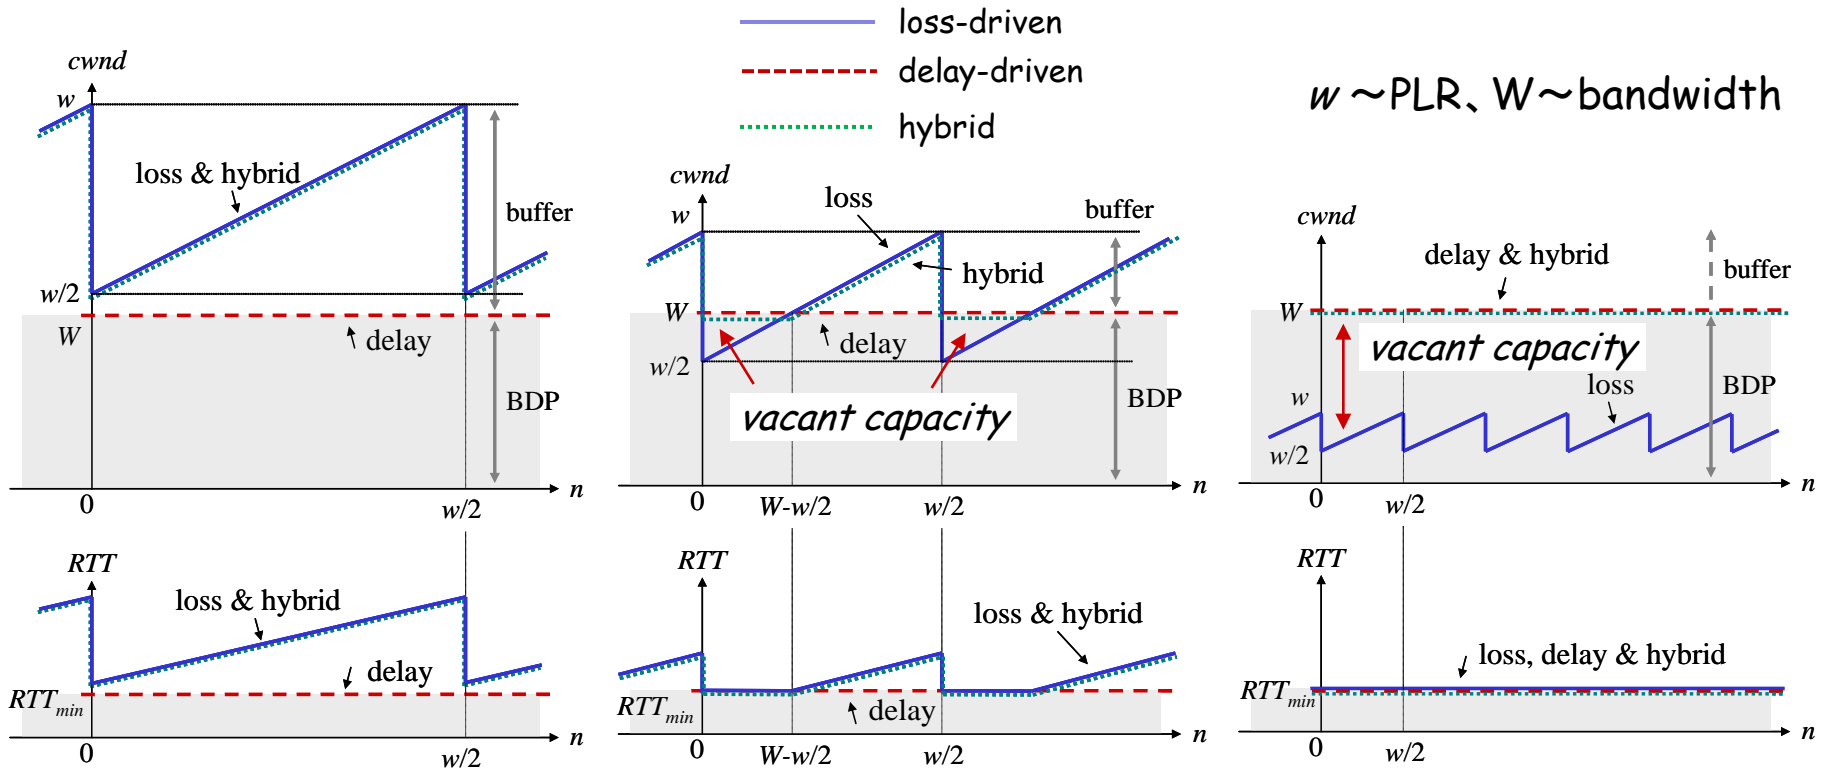 loss-driven
delay-driven
hybrid
w ~PLR、W~bandwidth
cwnd
w
loss & hybrid
buffer
w/2
W
delay
BDP
0
w/2
n
RTT
loss & hybrid
delay
RTTmin
0
w/2
n
cwnd
w
loss
buffer
hybrid
W
delay
w/2
BDP
vacant capacity
0
W-w/2
w/2
n
RTT
loss & hybrid
RTTmin
delay
0
W-w/2
w/2
n
cwnd
delay & hybrid
buffer
W
vacant capacity
loss
BDP
w
w/2
0
w/2
n
RTT
loss, delay & hybrid
RTTmin
0
w/2
n